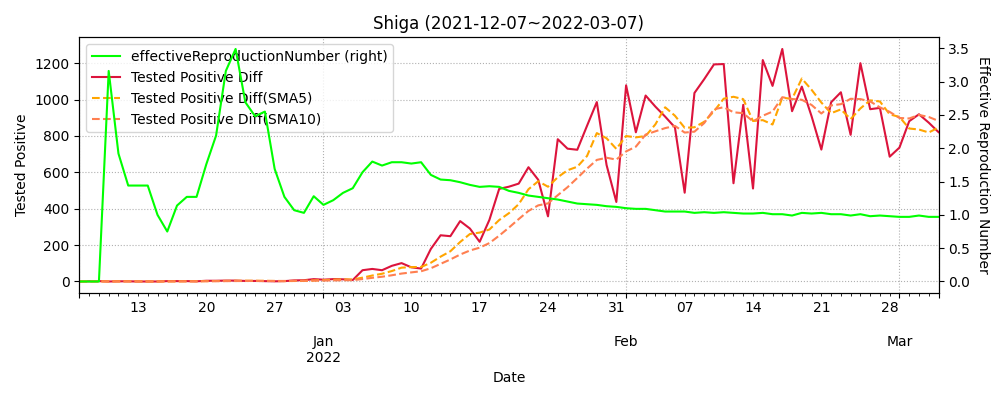 Shiga (2021-12-07~2022-03-07)
effectiveReproductionNumber (right)
Tested Positive Diff
Tested Positive Diff(SMA5)
Tested Positive Diff(SMA10)
Tested Positive
1200
1000
800
600
400
200
0
3.5
3.0
2.5
2.0
1.5
1.0
0.5
0.0
Effective Reproduction Number
13 20 27 03 10 17 24 31 07 14 21 28
Jan Feb Mar
2022
Date